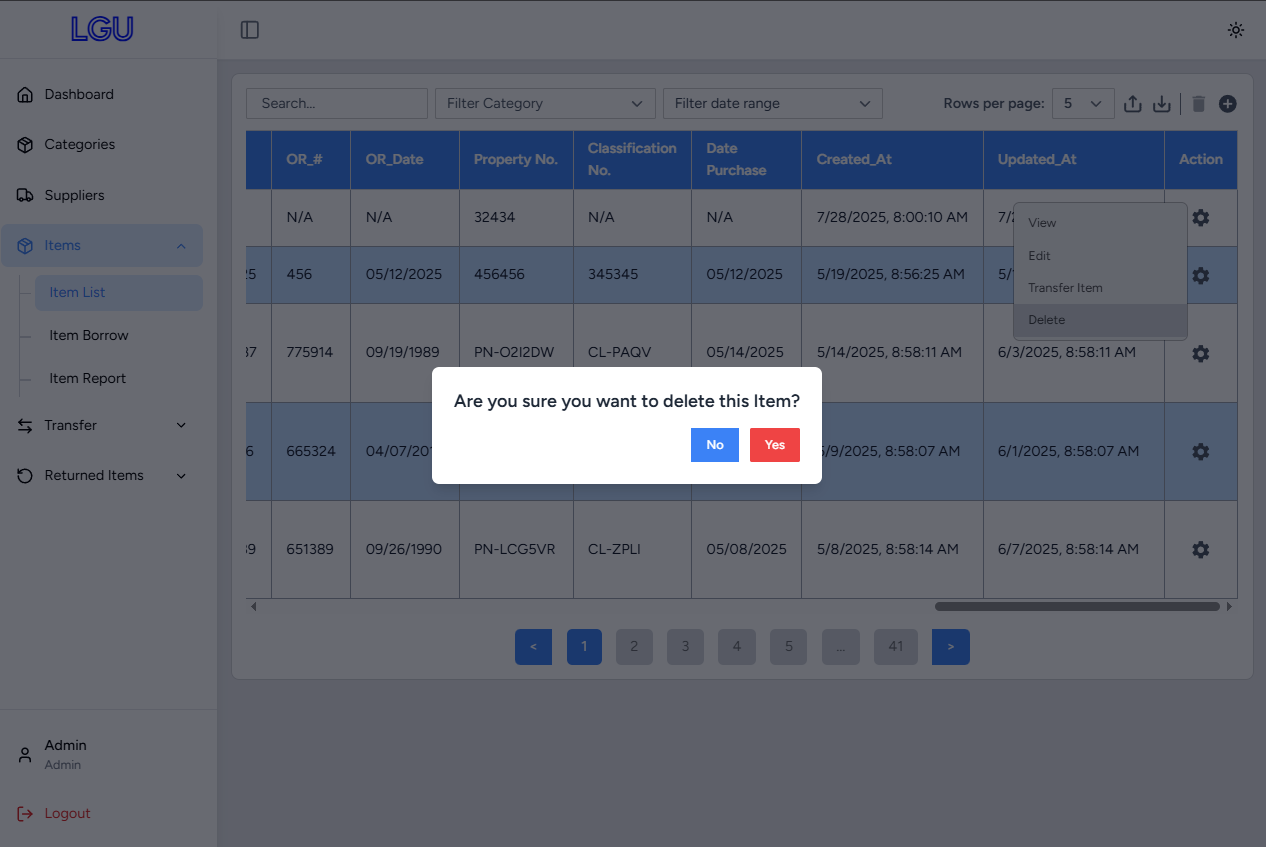 LGU
Dashboard
Categories
Suppliers
Items
Item List
Item Borrow
Item Report
Transfer
Returned Items
Admin
Admin
Logout
Search...
Filter Category
Filter date range
Rows per page: 5
OR_# OR_Date Property No. Classification No. Date Purchase Created_At Updated_At Action
N/A N/A 32434 N/A N/A 7/28/2025, 8:00:10 AM
456 05/12/2025 456456 345345 05/12/2025 5/19/2025, 8:56:25 AM
775914 09/19/1989 PN-O2I2DW CL-PAQV 05/14/2025 5/14/2025, 8:58:11 AM 6/3/2025, 8:58:11 AM
665324 04/07/20 5/9/2025, 8:58:07 AM 6/1/2025, 8:58:07 AM
651389 09/26/1990 PN-LCG5VR CL-ZPLI 05/08/2025 5/8/2025, 8:58:14 AM 6/7/2025, 8:58:14 AM
View
Edit
Transfer Item
Delete
Are you sure you want to delete this Item?
No Yes
< 1 2 3 4 5 ... 41 >